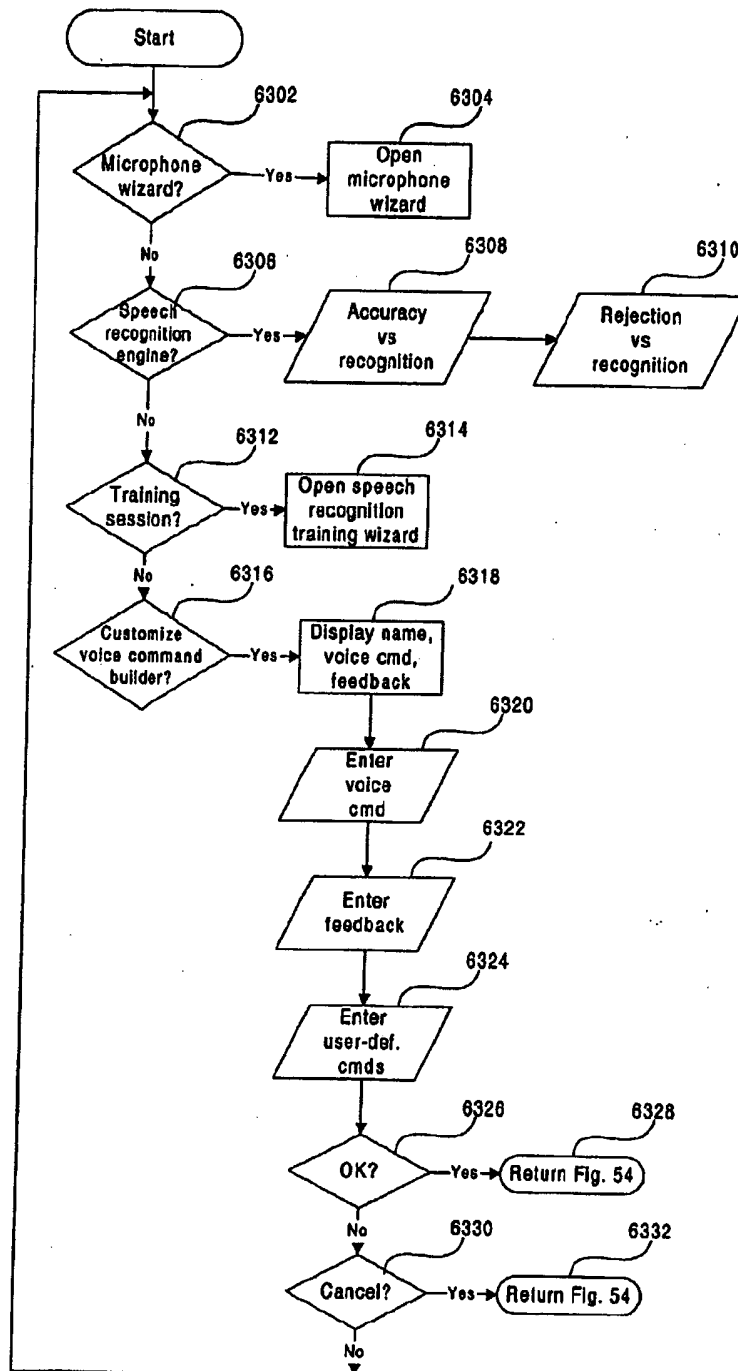 Start
6302
6304
Microphone
wizard?
Yes
Open
microphone
wizard
No
6306
6308
6310
Speech
recognition
engine?
Yes
Accuracy
vs
recognition
Rejection
vs
recognition
No
6312
6314
Training
session?
Yes
Open speech
recognition
training wizard
No
6316
6318
Customize
voice command
builder?
Yes
Display name,
voice cmd,
feedback
6320
Enter
voice
cmd
6322
Enter
feedback
6324
Enter
user-def.
cmds
6326
6328
OK?
Yes
Return Fig. 54
No
6330
6332
Cancel?
Yes
Return Fig. 54
No